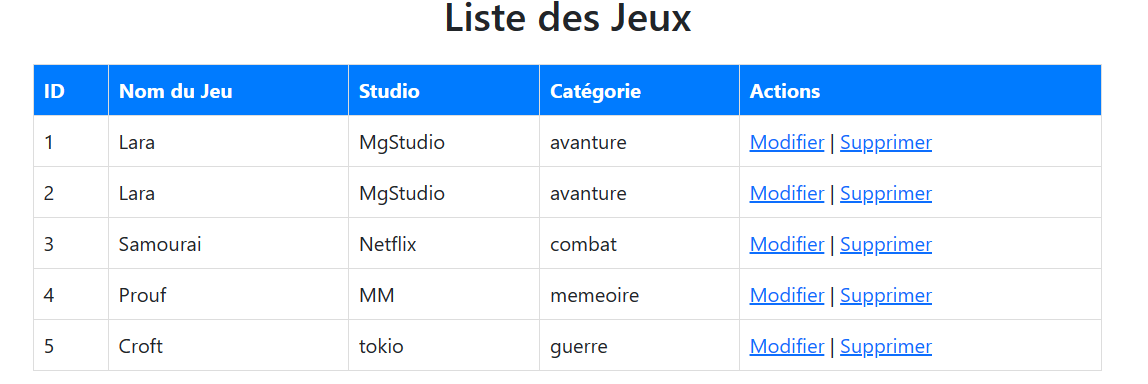 Liste des Jeux
ID Nom du Jeu Studio Catégorie Actions
1 Lara MgStudio avanture Modifier | Supprimer
2 Lara MgStudio avanture Modifier | Supprimer
3 Samourai Netflix combat Modifier | Supprimer
4 Prouf MM memeoire Modifier | Supprimer
5 Croft tokio guerre Modifier | Supprimer